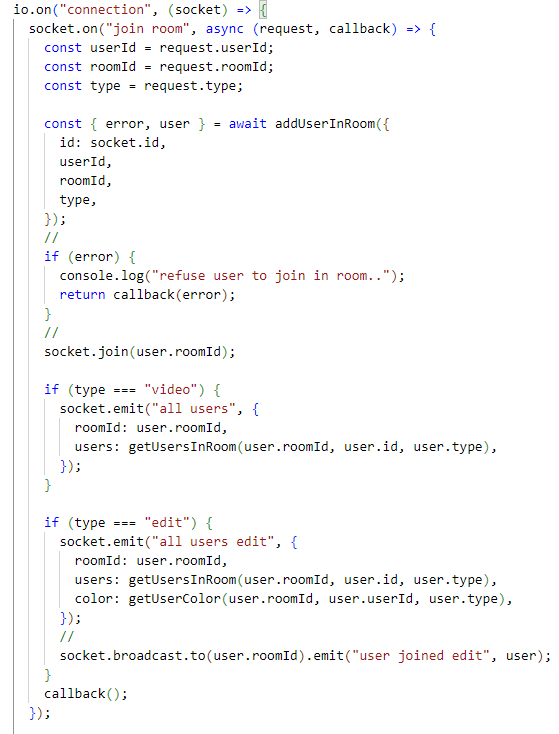 io.on("connection", (socket) => {
  socket.on("join room", async (request, callback) => {
    const userId = request.userId;
    const roomId = request.roomId;
    const type = request.type;

    const { error, user } = await addUserInRoom({
      id: socket.id,
      userId,
      roomId,
      type,
    });
    //
    if (error) {
      console.log("refuse user to join in room..");
      return callback(error);
    }
    //
    socket.join(user.roomId);

    if (type === "video") {
      socket.emit("all users", {
        roomId: user.roomId,
        users: getUsersInRoom(user.roomId, user.id, user.type),
      });
    }

    if (type === "edit") {
      socket.emit("all users edit", {
        roomId: user.roomId,
        users: getUsersInRoom(user.roomId, user.id, user.type),
        color: getUserColor(user.roomId, user.userId, user.type),
      });
      //
      socket.broadcast.to(user.roomId).emit("user joined edit", user);
    }
    callback();
  });